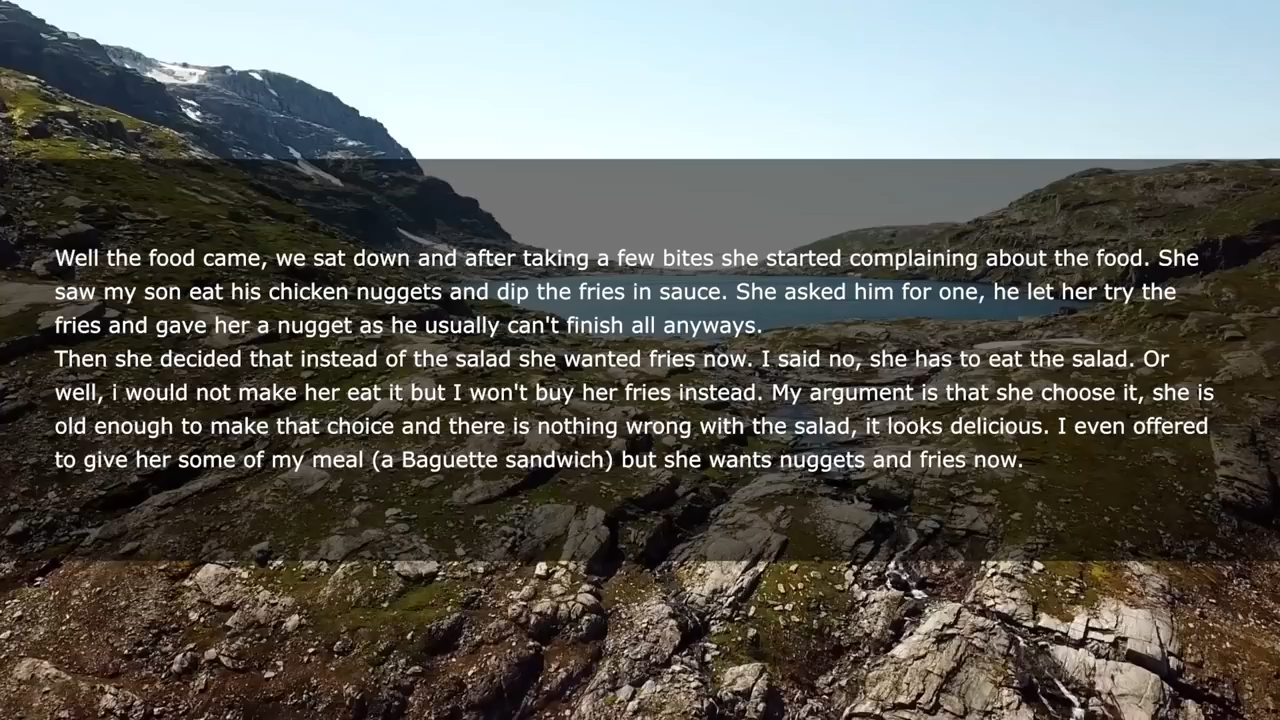 Well the food came, we sat down and after taking a few bites she started complaining about the food. She
saw my son eat his chicken nuggets and dip the fries in sauce. She asked him for one, he let her try the
fries and gave her a nugget as he usually can't finish all anyways.
Then she decided that instead of the salad she wanted fries now. I said no, she has to eat the salad. Or
well, i would not make her eat it but I won't buy her fries instead. My argument is that she choose it, she is
old enough to make that choice and there is nothing wrong with the salad, it looks delicious. I even offered
to give her some of my meal (a Baguette sandwich) but she wants nuggets and fries now.